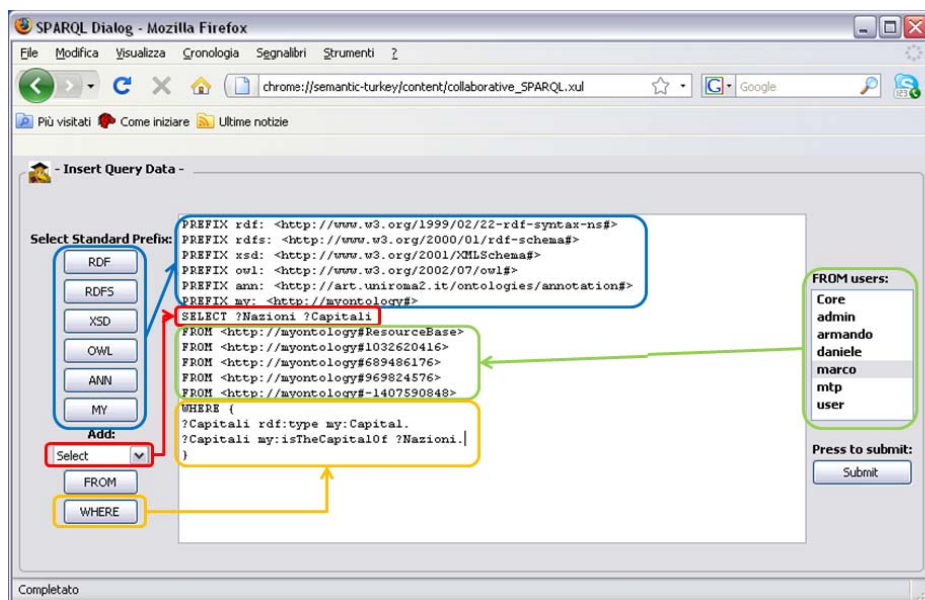 SPARQL Dialog - Mozilla Firefox
File Modifica Visualizza Cronologia Segnalibri Strumenti ?
chrome://semantic-turkey/content/collaborative_SPARQL.xul
G Google
Più visitati Come iniziare Ultime notizie
- Insert Query Data -
Select Standard Prefix:
RDF
RDFS
XSD
OWL
ANN
MY
Add:
Select
FROM
WHERE
PREFIX rdf: <http://www.w3.org/1999/02/22-rdf-syntax-ns#>
PREFIX rdfs: <http://www.w3.org/2000/01/rdf-schema#>
PREFIX xsd: <http://www.w3.org/2001/XMLSchema#>
PREFIX owl: <http://www.w3.org/2002/07/owl#>
PREFIX ann: <http://art.uniroma2.it/ontologies/annotation#>
PREFIX my: <http://myontology#>
SELECT ?Nazioni ?Capitali
FROM <http://myontology#ResourceBase>
FROM <http://myontology#1032620416>
FROM <http://myontology#689486176>
FROM <http://myontology#969824576>
FROM <http://myontology#-1407590848>
WHERE {
?Capitali rdf:type my:Capital.
?Capitali my:isTheCapitalOf ?Nazioni.
}
FROM users:
Core
admin
armando
daniele
marco
mtp
user
Press to submit:
Submit
Completato